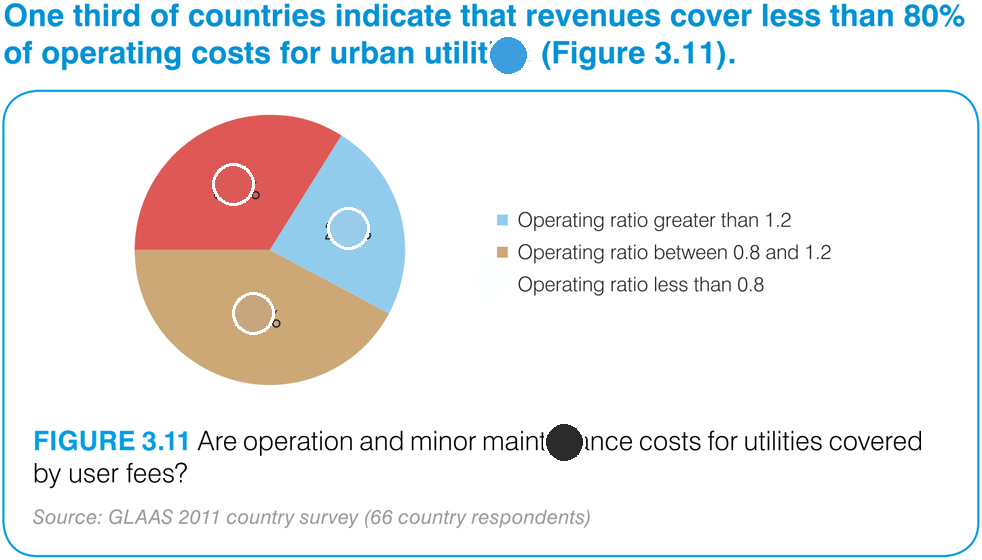 One third of countries indicate that revenues cover less than 80%
of operating costs for urban (Figure 3.11).
Operating ratio greater than 1.2
Operating ratio between 0.8 and 1.2
Operating ratio less than 0.8
FIGURE 3.11 Are operation and minor costs for utilities covered
by user fees?
Source: GLAAS 2011 country survey (66 country respondents)